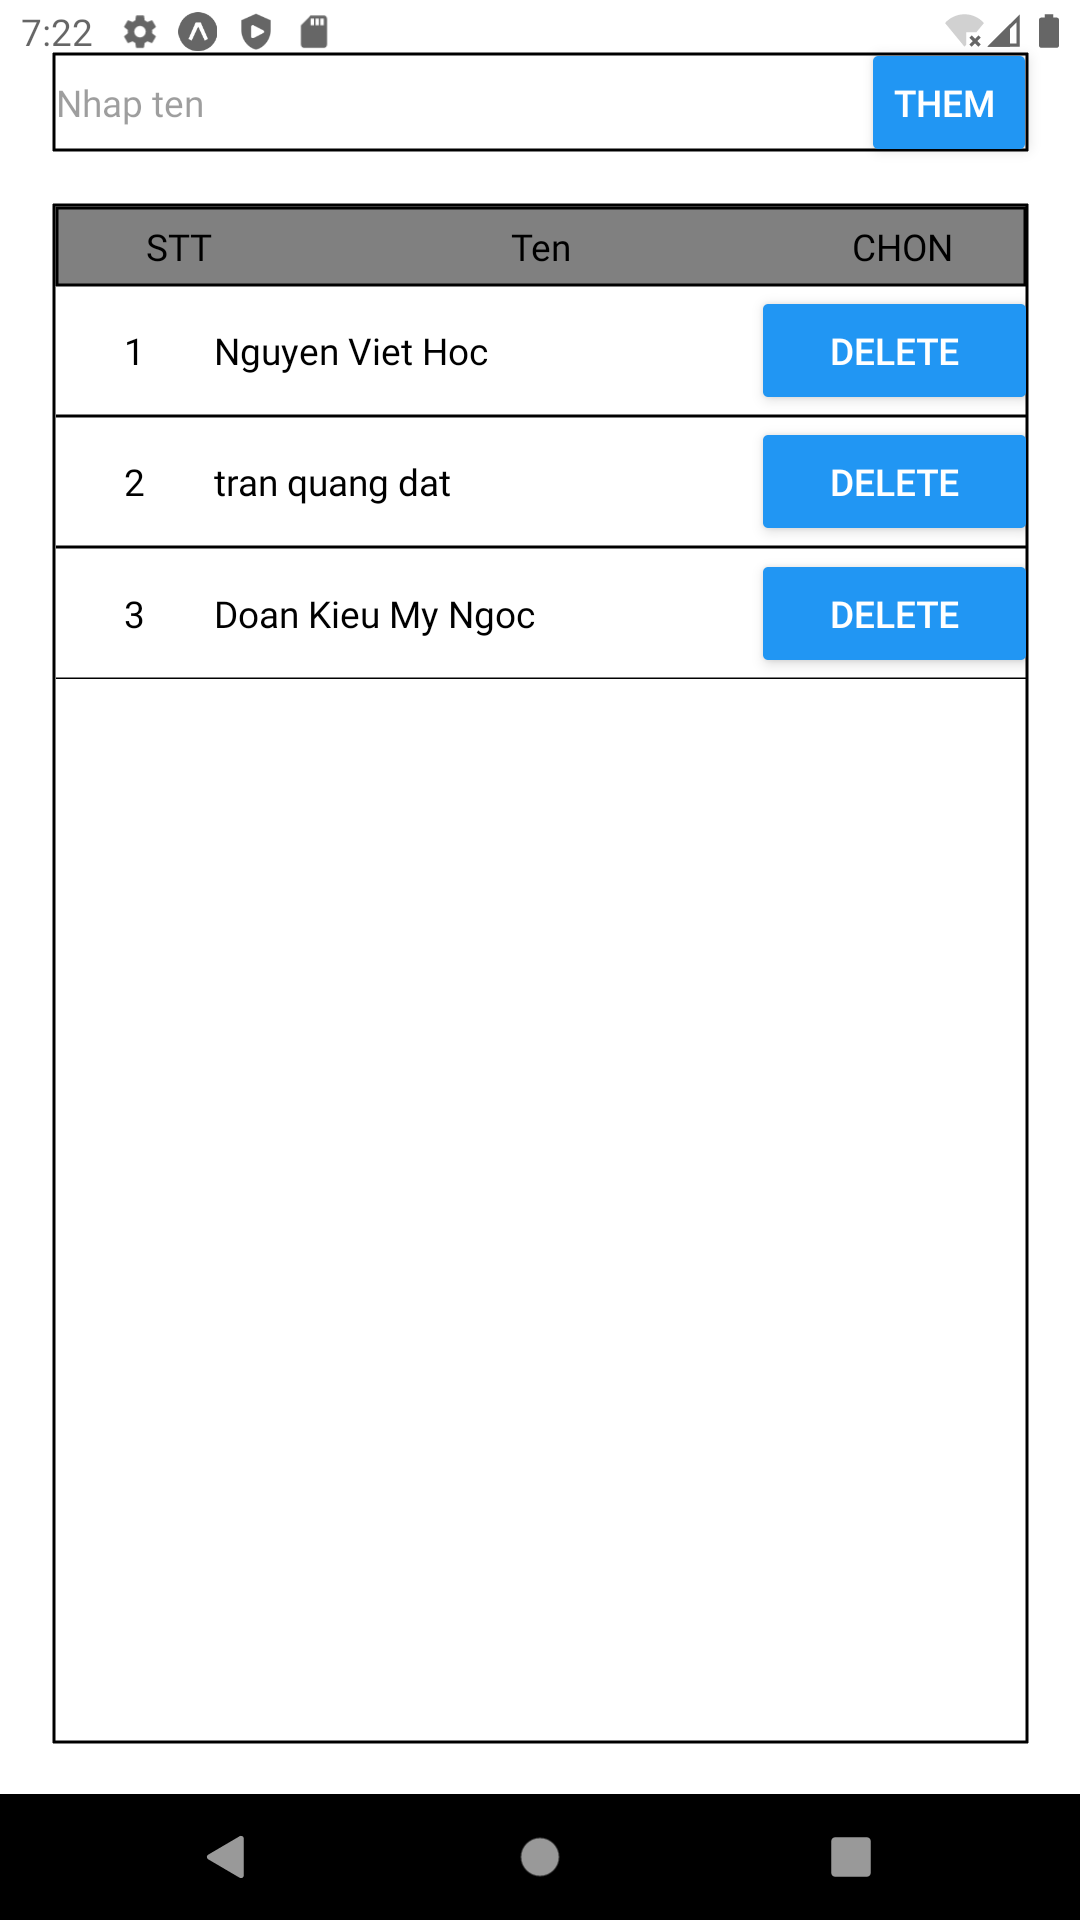 7:22
Nhap ten THEM
STT Ten CHON
1 Nguyen Viet Hoc DELETE
2 tran quang dat DELETE
3 Doan Kieu My Ngoc DELETE